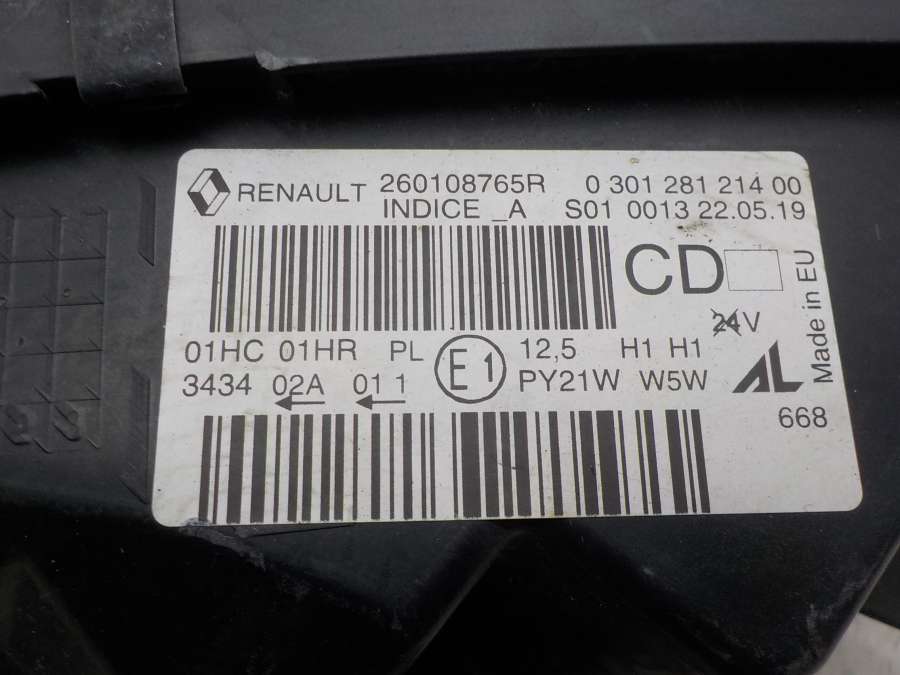 RENAULT 260108765R 0 301 281 214 00
INDICE _A S01 0013 22.05.19
CD
24V
Made in EU
01HC 01HR PL E1 12,5 H1 H1
3434 02A 01 1 PY21W W5W AL
668